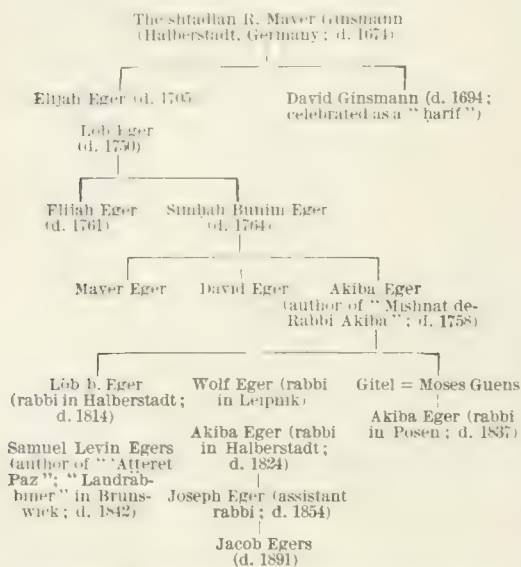 The shtadlan R. Mayer Ginsmann
(Halberstadt, Germany; d. 1674)
Elijah Eger (d. 1705
David Ginsmann (d. 1694;
celebrated as a "ḥarif")
Löb Eger
(d. 1750)
Elijah Eger
(d. 1761)
Simḥah Bunim Eger
(d. 1764)
Mayer Eger
David Eger
Akiba Eger
(author of "Mishnat de-
Rabbi Akiba"; d. 1758)
Löb b. Eger
(rabbi in Halberstadt;
d. 1814)
Wolf Eger (rabbi
in Leipnik)
Gitel = Moses Guens
Akiba Eger (rabbi
in Posen; d. 1837)
Samuel Levin Egers
(author of "'Atteret
Paz"; "Landräb-
biner" in Bruns-
wick; d. 1842)
Akiba Eger (rabbi
in Halberstadt;
d. 1824)
Joseph Eger (assistant
rabbi; d. 1854)
Jacob Egers
(d. 1891)